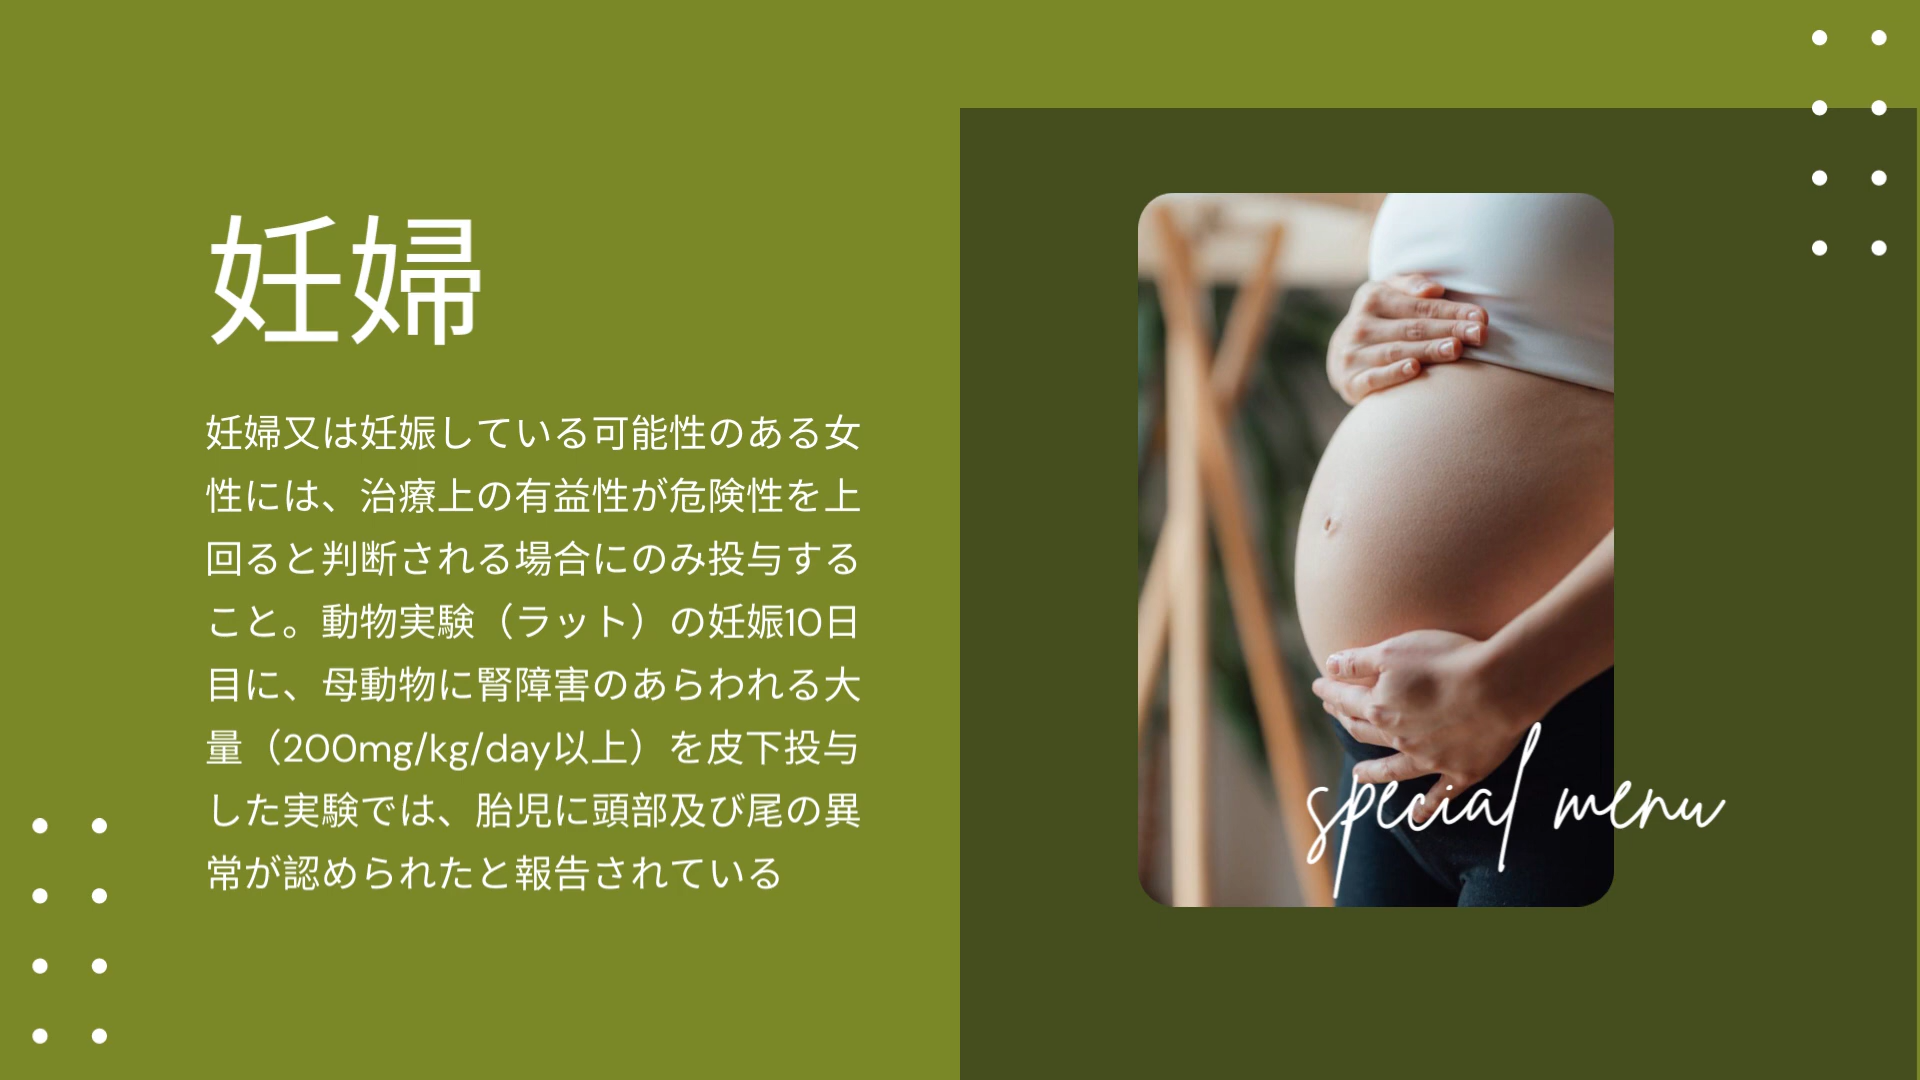 妊婦
妊婦又は妊娠している可能性のある女
性には、治療上の有益性が危険性を上
回ると判断される場合にのみ投与する
こと。動物実験（ラット）の妊娠10日
目に、母動物に腎障害のあらわれる大
量（200mg/kg/day以上）を皮下投与
した実験では、胎児に頭部及び尾の異
常が認められたと報告されている
special menu